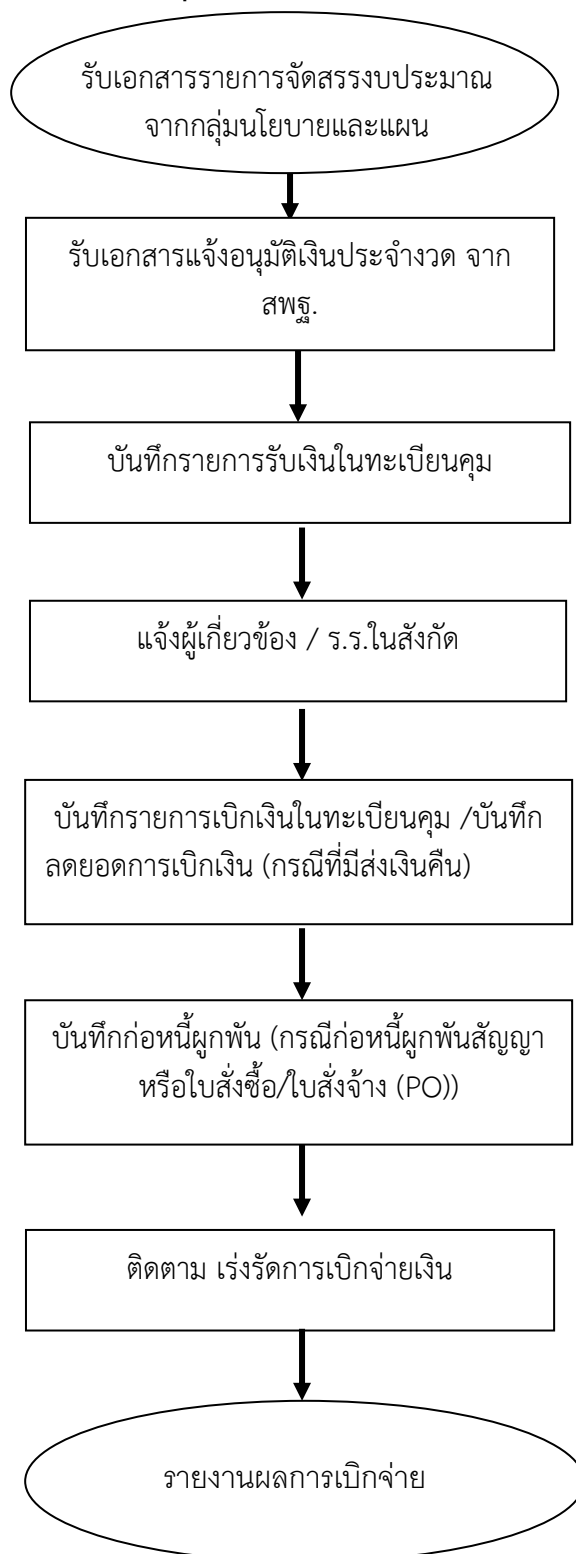 รับเอกสารรายการจัดสรรงบประมาณ
จากกลุ่มนโยบายและแผน
รับเอกสารแจ้งอนุมัติเงินประจำงวด จาก
สพฐ.
บันทึกรายการรับเงินในทะเบียนคุม
แจ้งผู้เกี่ยวข้อง / ร.ร.ในสังกัด
บันทึกรายการเบิกเงินในทะเบียนคุม /บันทึก
ลดยอดการเบิกเงิน (กรณีที่มีส่งเงินคืน)
บันทึกก่อหนี้ผูกพัน (กรณีก่อหนี้ผูกพันสัญญา
หรือใบสั่งซื้อ/ใบสั่งจ้าง (PO))
ติดตาม เร่งรัดการเบิกจ่ายเงิน
รายงานผลการเบิกจ่าย